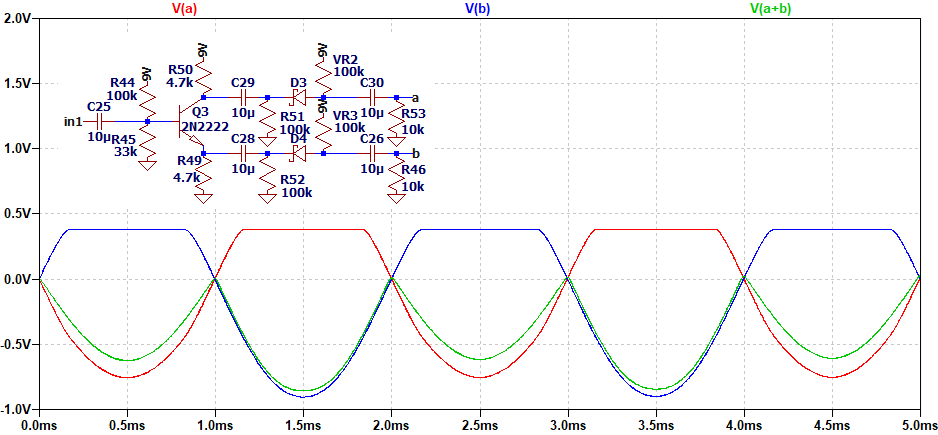 V(a) V(b) V(a+b)
2.0V
1.5V
1.0V
0.5V
0.0V
-0.5V
-1.0V
0.0ms 0.5ms 1.0ms 1.5ms 2.0ms 2.5ms 3.0ms 3.5ms 4.0ms 4.5ms 5.0ms
9V 9V 9V
R44
100k
R50
4.7k
VR2
100k
C25
10µ
in1
R45
33k
Q3
2N2222
C29
10µ
D3
C30
10µ
a
R51
100k
9V
VR3
100k
R53
10k
R49
4.7k
C28
10µ
D4
C26
10µ
b
R52
100k
R46
10k